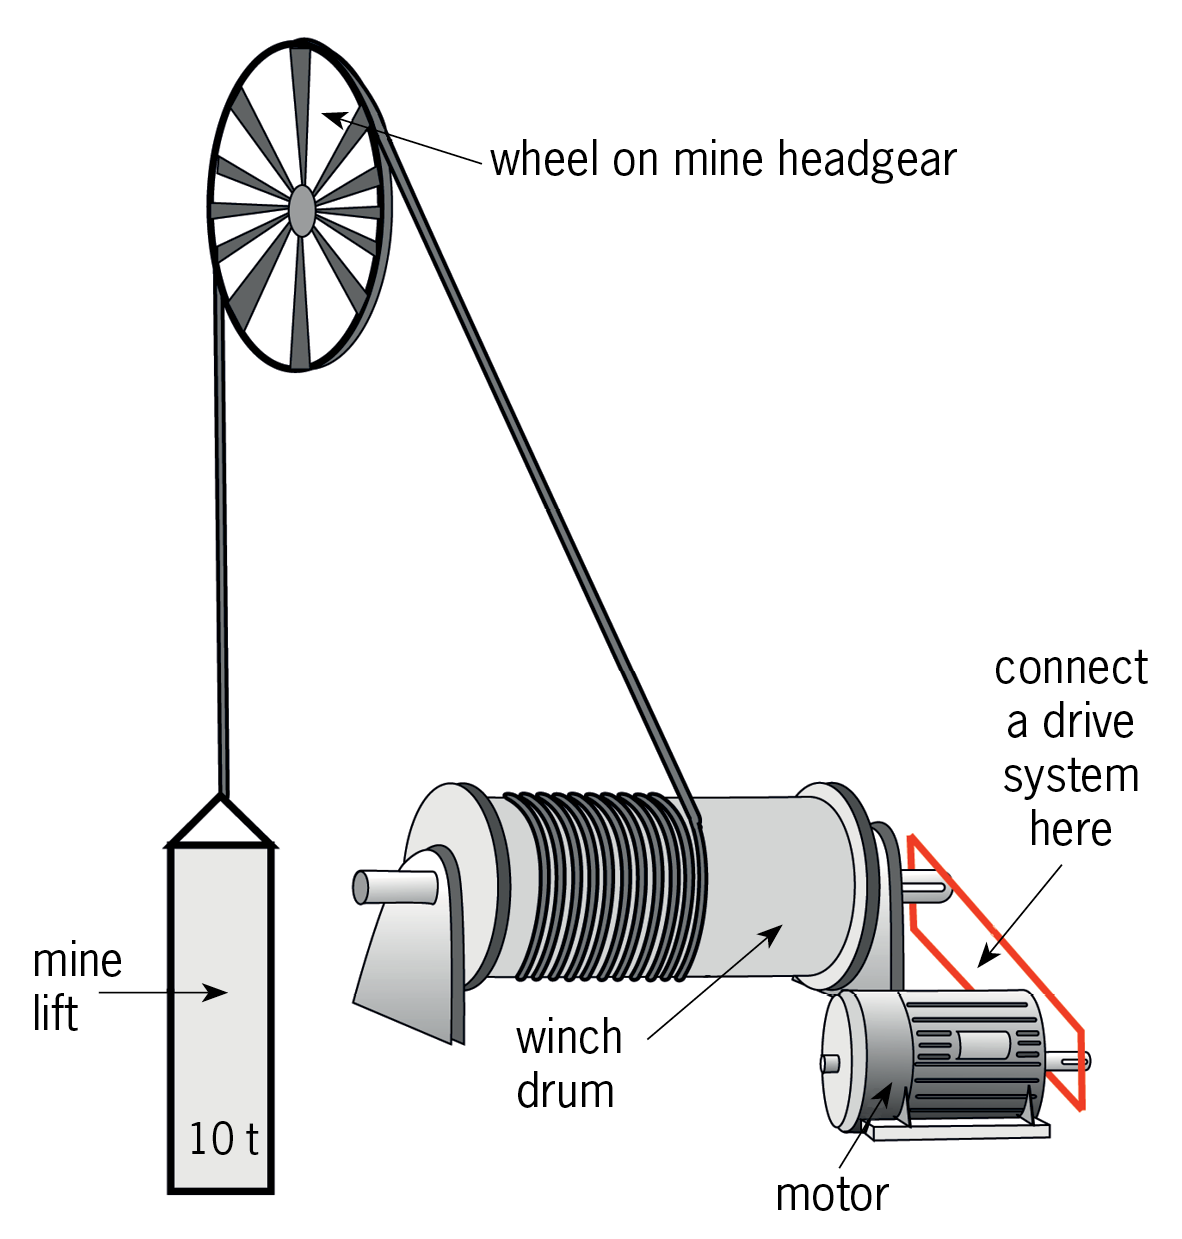 wheel on mine headgear
connect
a drive
system
here
mine
lift
winch
drum
10 t
motor